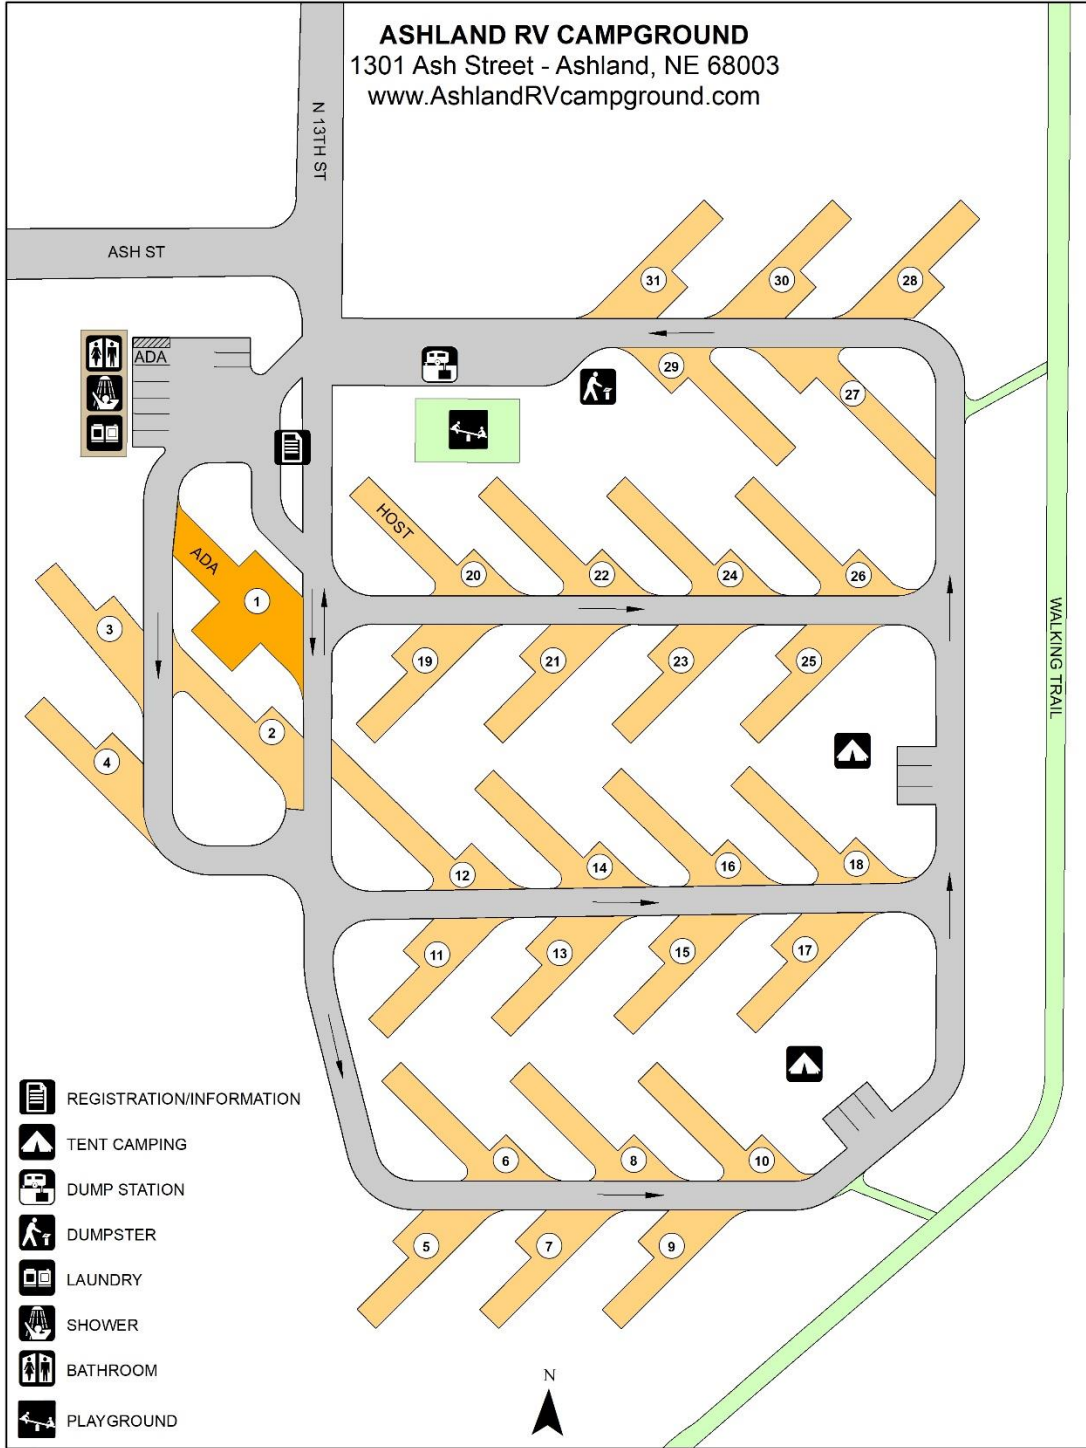 ASHLAND RV CAMPGROUND
1301 Ash Street - Ashland, NE 68003
www.AshlandRVcampground.com
N 13TH ST
ASH ST
31
30
28
ADA
29
27
HOST
20
22
24
26
ADA
1
3
19
21
23
25
WALKING TRAIL
2
4
12
14
16
18
11
13
15
17
6
8
10
5
7
9
REGISTRATION/INFORMATION
TENT CAMPING
DUMP STATION
DUMPSTER
LAUNDRY
SHOWER
BATHROOM
PLAYGROUND
N